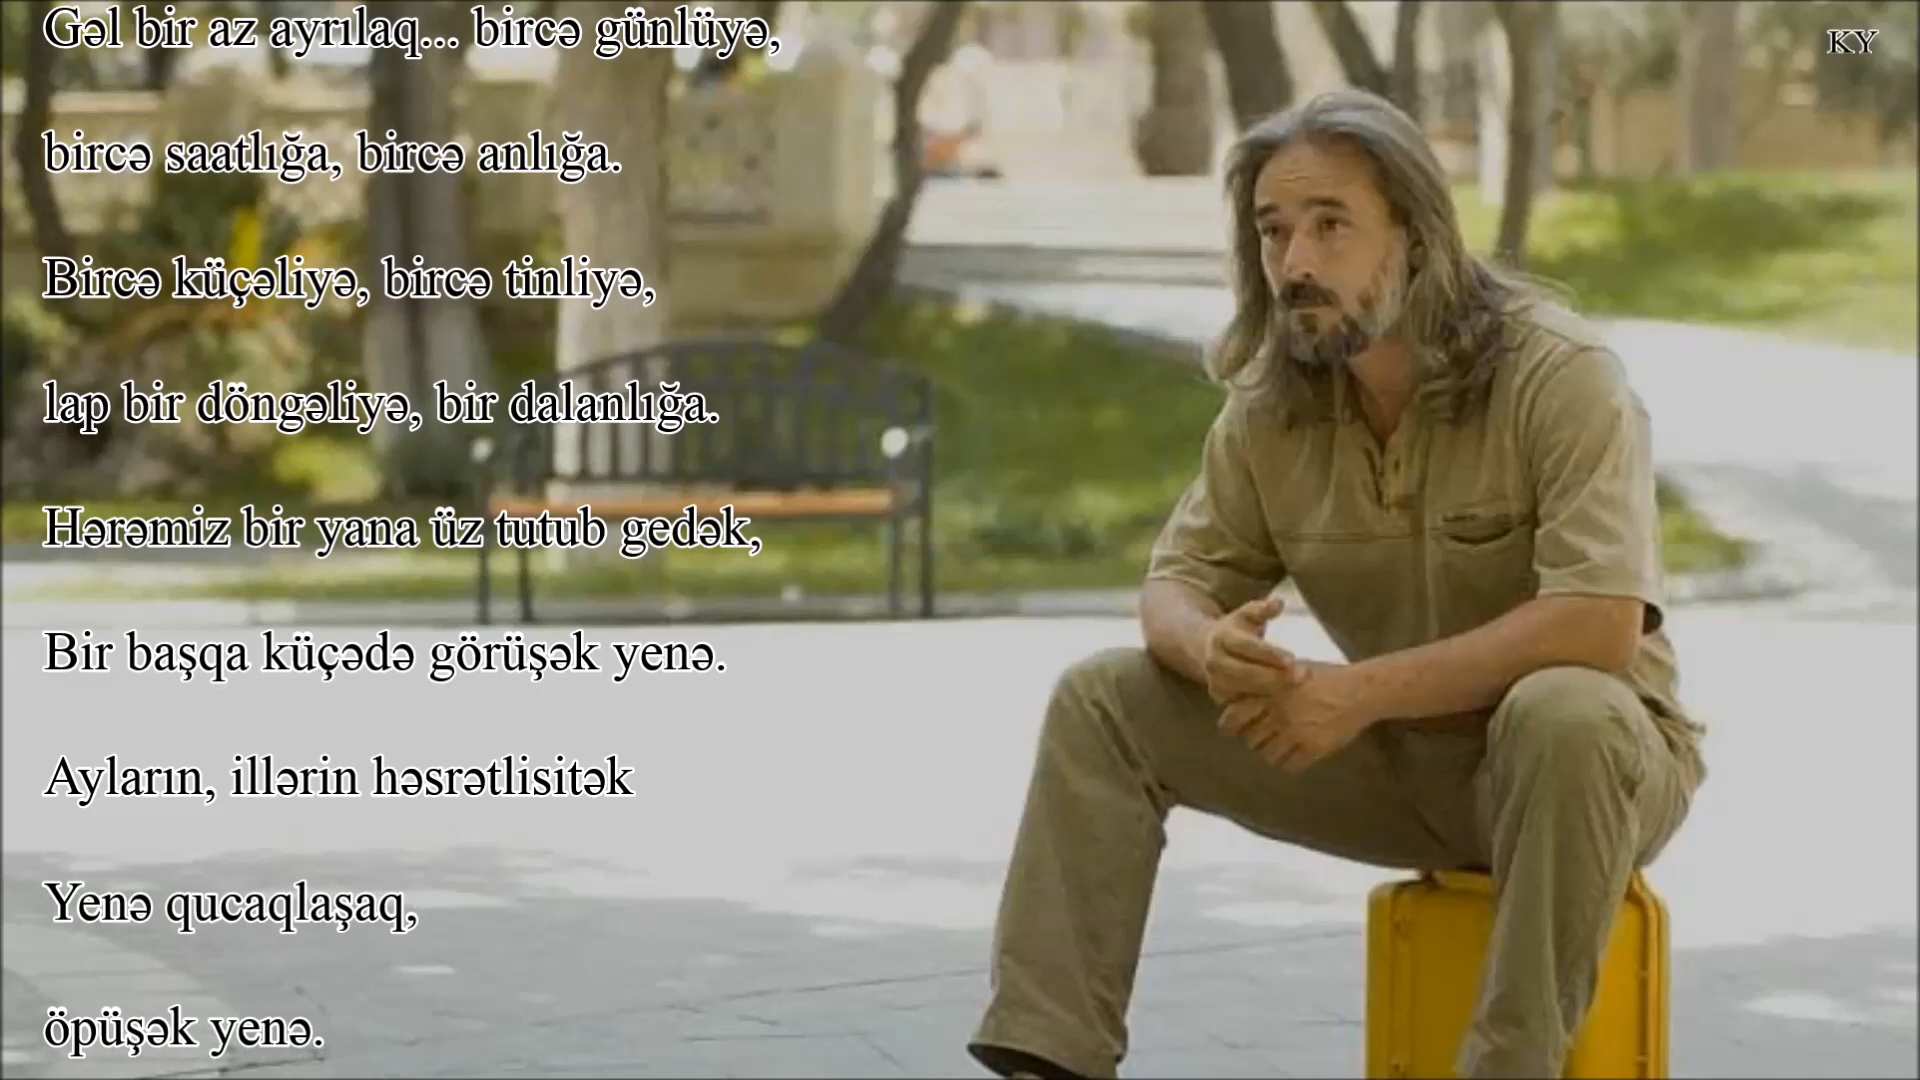 Gəl bir az ayrılaq... bircə günlüyə,
bircə saatlığa, bircə anlığa.
Bircə küçəliyə, bircə tinliyə,
lap bir döngəliyə, bir dalanlığa.
Hərəmiz bir yana üz tutub gedək,
Bir başqa küçədə görüşək yenə.
Ayların, illərin həsrətlisitək
Yenə qucaqlaşaq,
öpüşək yenə.
KY